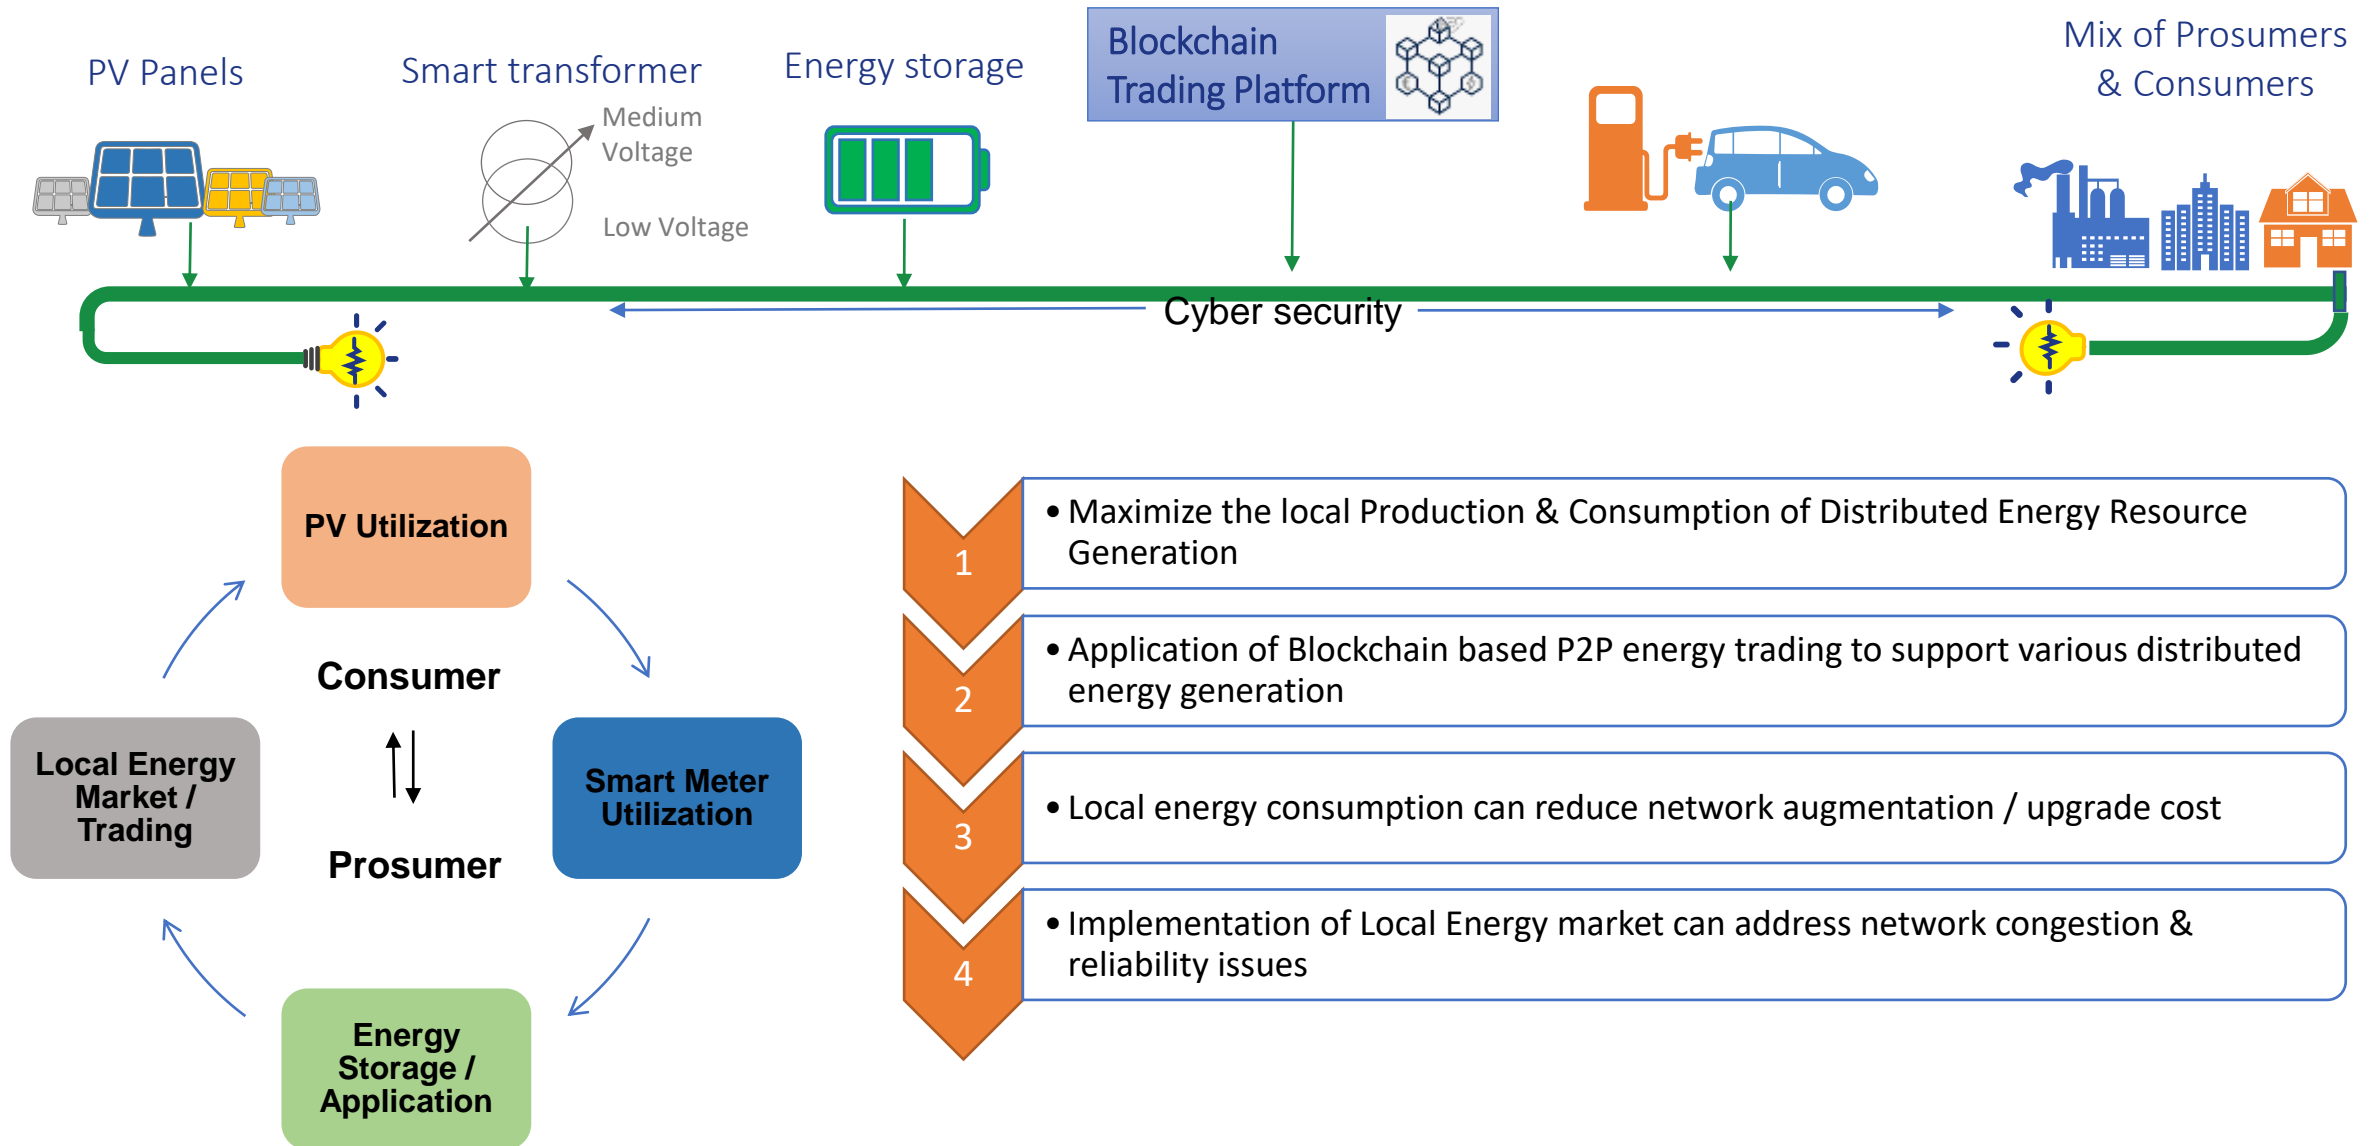 PV Panels
Smart transformer
Medium
Voltage
Low Voltage
Energy storage
Blockchain
Trading Platform
Mix of Prosumers
& Consumers
Cyber security
PV Utilization
Consumer
Local Energy
Market /
Trading
Smart Meter
Utilization
Prosumer
Energy
Storage /
Application
1
• Maximize the local Production & Consumption of Distributed Energy Resource
Generation
2
• Application of Blockchain based P2P energy trading to support various distributed
energy generation
3
• Local energy consumption can reduce network augmentation / upgrade cost
4
• Implementation of Local Energy market can address network congestion &
reliability issues